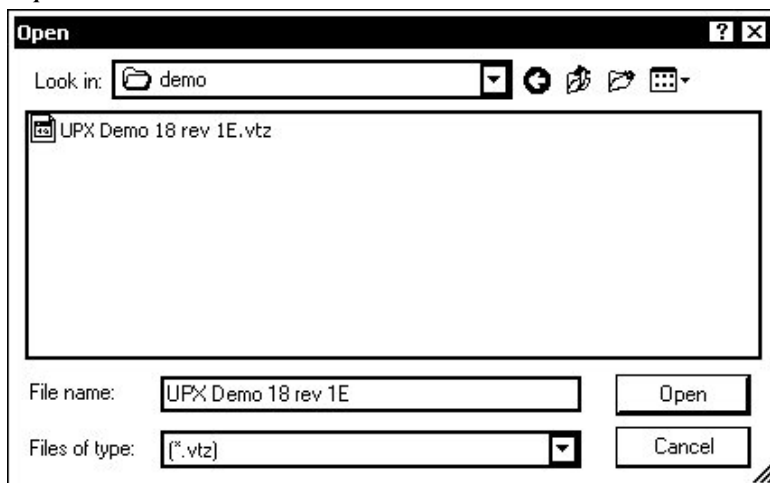 Open
Look in: demo
UPX Demo 18 rev 1E.vtz
File name: UPX Demo 18 rev 1E Open
Files of type: (*.vtz) Cancel